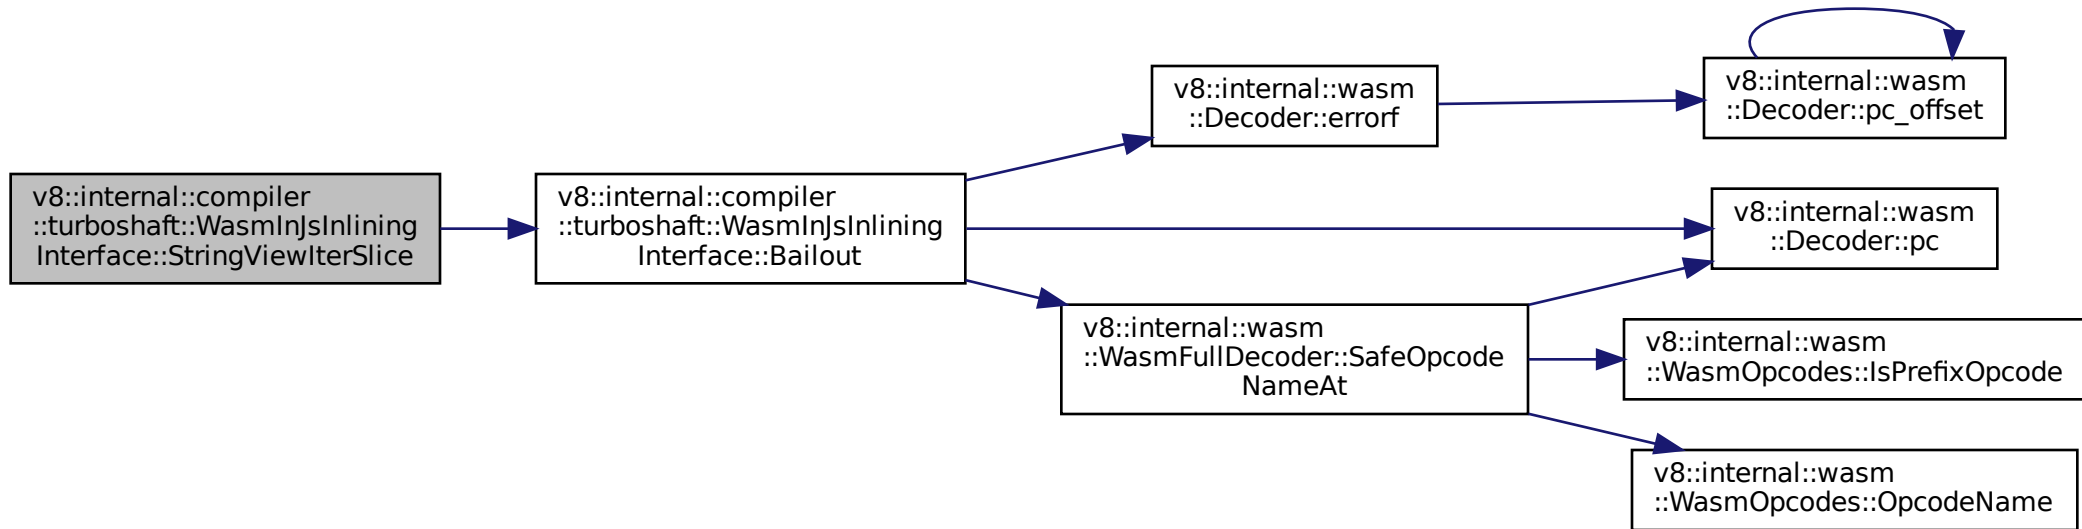 v8::internal::compiler
::turboshaft::WasmInJsInlining
Interface::StringViewIterSlice
v8::internal::compiler
::turboshaft::WasmInJsInlining
Interface::Bailout
v8::internal::wasm
::Decoder::errorf
v8::internal::wasm
::Decoder::pc_offset
v8::internal::wasm
::Decoder::pc
v8::internal::wasm
::WasmFullDecoder::SafeOpcode
NameAt
v8::internal::wasm
::WasmOpcodes::IsPrefixOpcode
v8::internal::wasm
::WasmOpcodes::OpcodeName